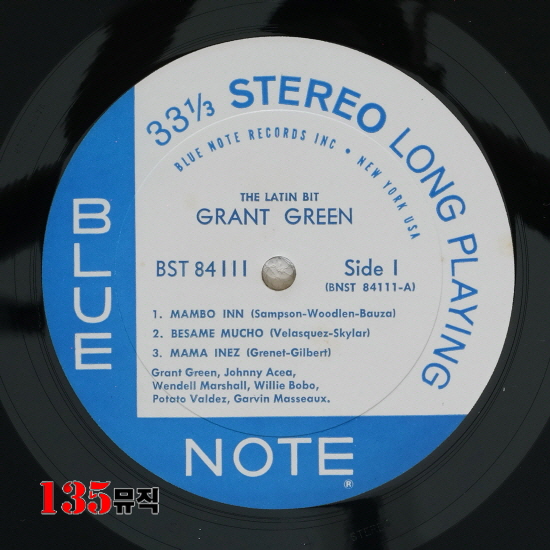 33⅓ STEREO LONG PLAYING
BLUE NOTE RECORDS INC • NEW YORK USA
THE LATIN BIT
GRANT GREEN
BST 84111
Side 1
(BNST 84111-A)
1. MAMBO INN (Sampson-Woodlen-Bauza)
2. BESAME MUCHO (Velasquez-Skylar)
3. MAMA INEZ (Grenet-Gilbert)
Grant Green, Johnny Acea,
Wendell Marshall, Willie Bobo,
Potato Valdez, Garvin Masseaux.
BLUE
NOTE®
135뮤직
STEREO